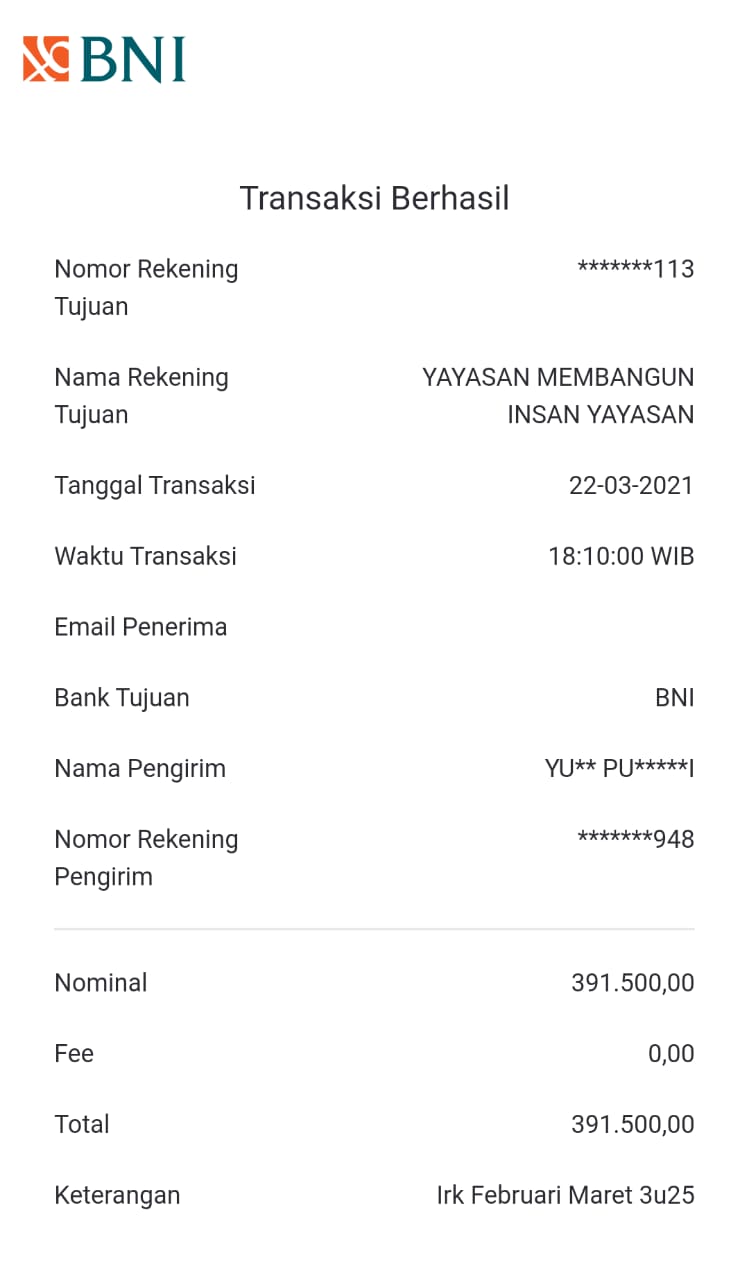 BNI
Transaksi Berhasil
Nomor Rekening Tujuan *******113
Nama Rekening Tujuan YAYASAN MEMBANGUN INSAN YAYASAN
Tanggal Transaksi 22-03-2021
Waktu Transaksi 18:10:00 WIB
Email Penerima
Bank Tujuan BNI
Nama Pengirim YU** PU*****I
Nomor Rekening Pengirim *******948
Nominal 391.500,00
Fee 0,00
Total 391.500,00
Keterangan Irk Februari Maret 3u25